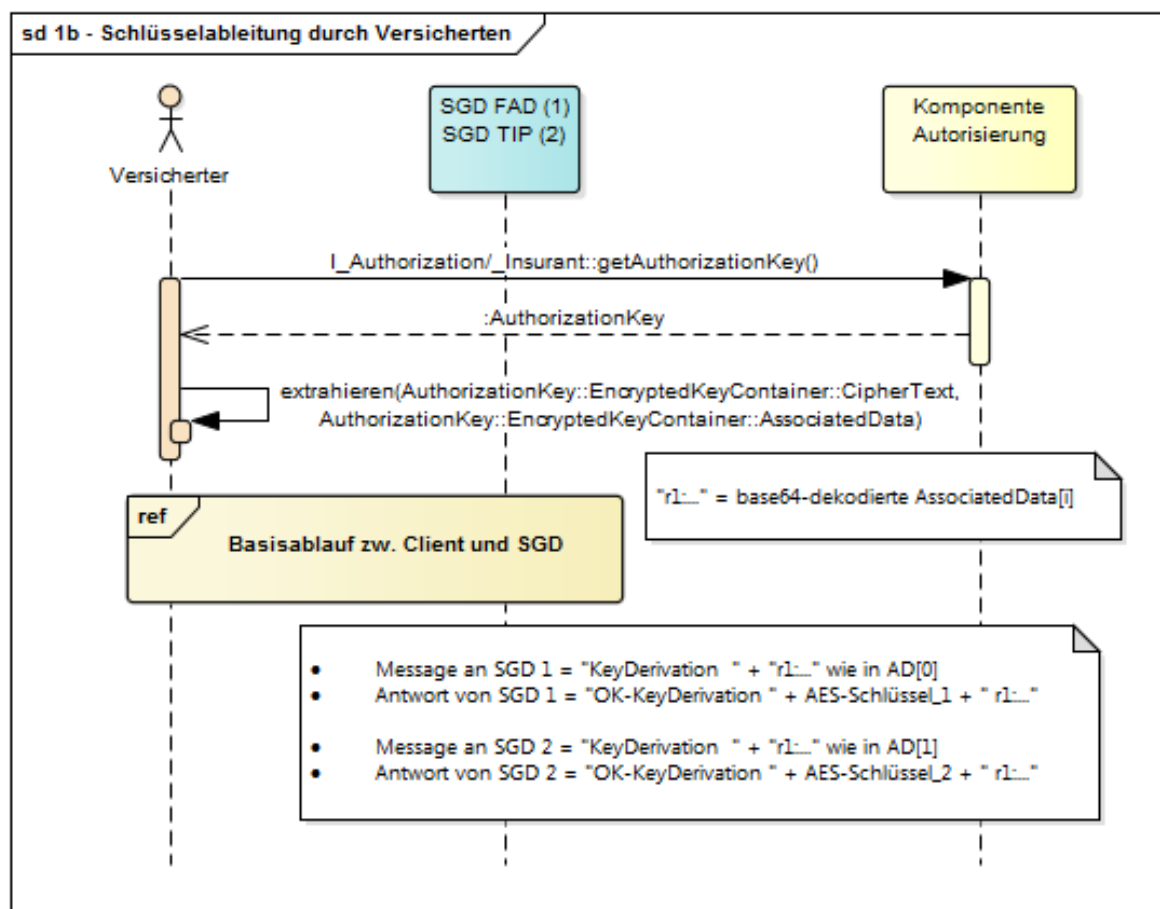 sd 1b - Schlüsselableitung durch Versicherten
SGD FAD (1)
SGD TIP (2)
Komponente
Autorisierung
Versicherter
I_Authorization/_Insurant::getAuthorizationKey()
:AuthorizationKey
extrahieren(AuthorizationKey::EncryptedKeyContainer::CipherText,
AuthorizationKey::EncryptedKeyContainer::AssociatedData)
"r1:..." = base64-dekodierte AssociatedData[i]
ref
Basisablauf zw. Client und SGD
• Message an SGD 1 = "KeyDerivation " + "r1:..." wie in AD[0]
• Antwort von SGD 1 = "OK-KeyDerivation " + AES-Schlüssel_1 + " r1:..."
• Message an SGD 2 = "KeyDerivation " + "r1:..." wie in AD[1]
• Antwort von SGD 2 = "OK-KeyDerivation " + AES-Schlüssel_2 + " r1:..."